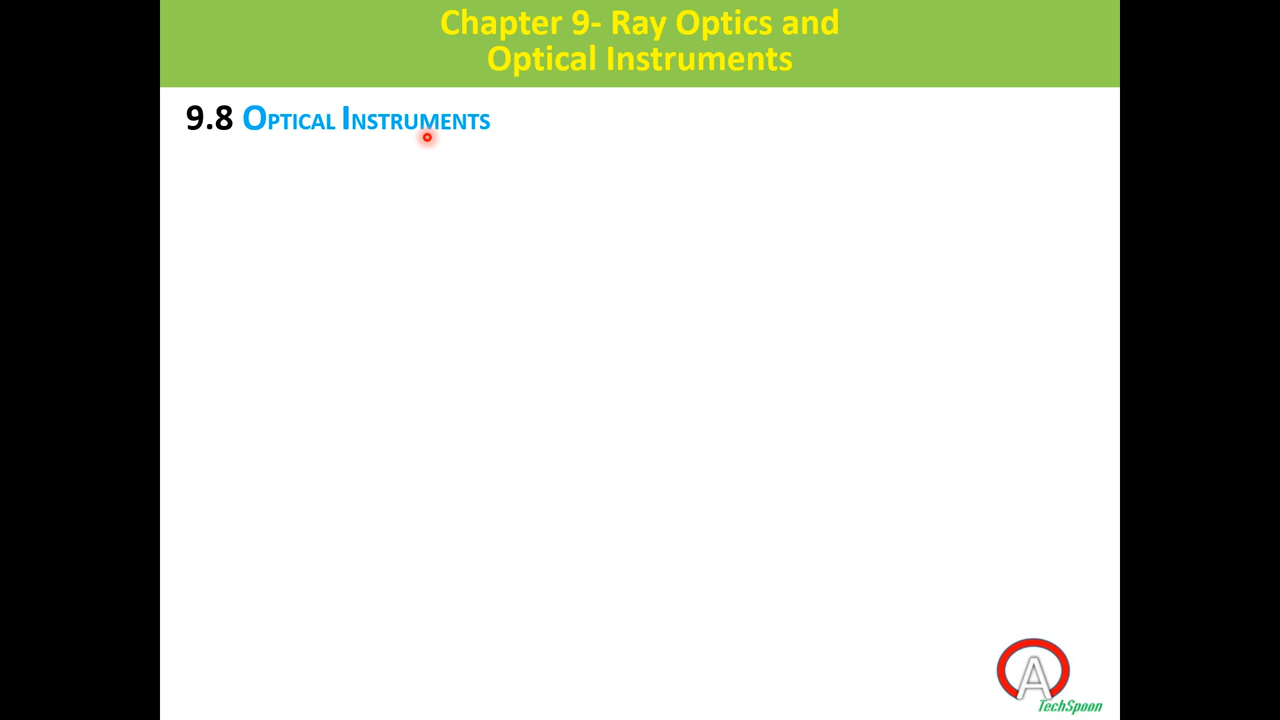 Chapter 9- Ray Optics and
Optical Instruments
9.8 OPTICAL INSTRUMENTS
A
TechSpoon